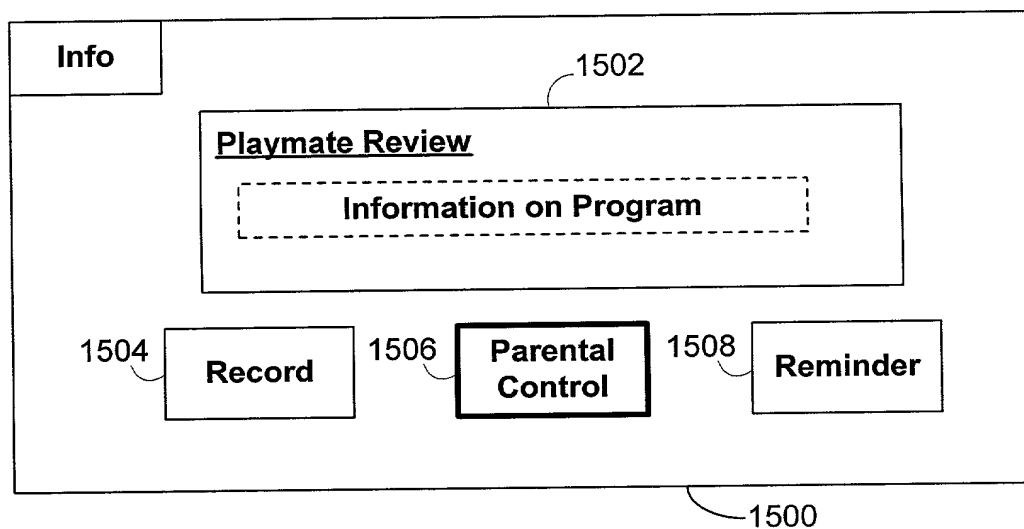 Info
1502
Playmate Review
Information on Program
1504
Record
1506
Parental
Control
1508
Reminder
1500